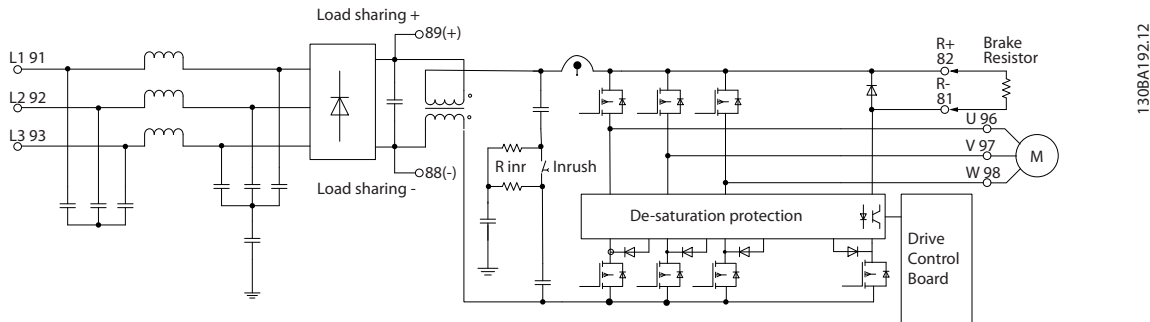 Load sharing +
89(+)
L1 91
L2 92
L3 93
88(-)
Load sharing -
R inr
Inrush
R+
82
Brake
Resistor
R-
81
U 96
V 97
W 98
M
De-saturation protection
Drive
Control
Board
130BA192.12